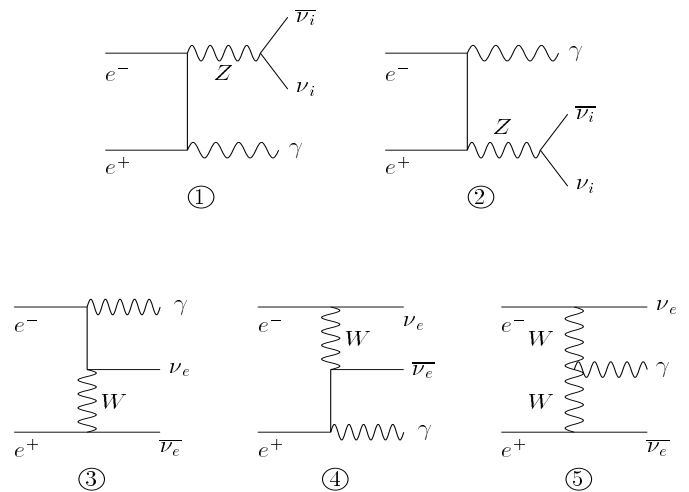 ν̅ᵢ
e⁻ Z
νᵢ
e⁺ γ
①
γ
e⁻
Z ν̅ᵢ
e⁺
νᵢ
②
e⁻ γ
νₑ
W
e⁺ ν̅ₑ
③
e⁻ νₑ
W
ν̅ₑ
e⁺ γ
④
e⁻ νₑ
W
γ
W
e⁺ ν̅ₑ
⑤